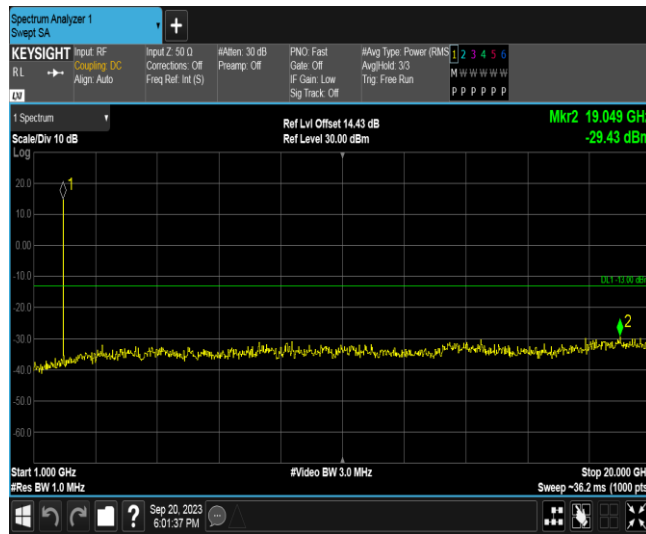 Spectrum Analyzer 1
Swept SA
+
KEYSIGHT
RL
LXI
Input: RF
Coupling: DC
Align: Auto
Input Z: 50 Ω
Corrections: Off
Freq Ref: Int (S)
#Atten: 30 dB
Preamp: Off
PNO: Fast
Gate: Off
IF Gain: Low
Sig Track: Off
#Avg Type: Power (RMS
Avg|Hold: 3/3
Trig: Free Run
1 2 3 4 5 6
M W W W W W
P P P P P P
1 Spectrum
Scale/Div 10 dB
Log
Ref Lvl Offset 14.43 dB
Ref Level 30.00 dBm
Mkr2 19.049 GHz
-29.43 dBm
20.0
10.0
0.00
-10.0
-20.0
-30.0
-40.0
-50.0
-60.0
1
DL1 -13.00 dBm
2
Start 1.000 GHz
#Res BW 1.0 MHz
#Video BW 3.0 MHz
Stop 20.000 GHz
Sweep ~36.2 ms (1000 pts)
?
Sep 20, 2023
6:01:37 PM